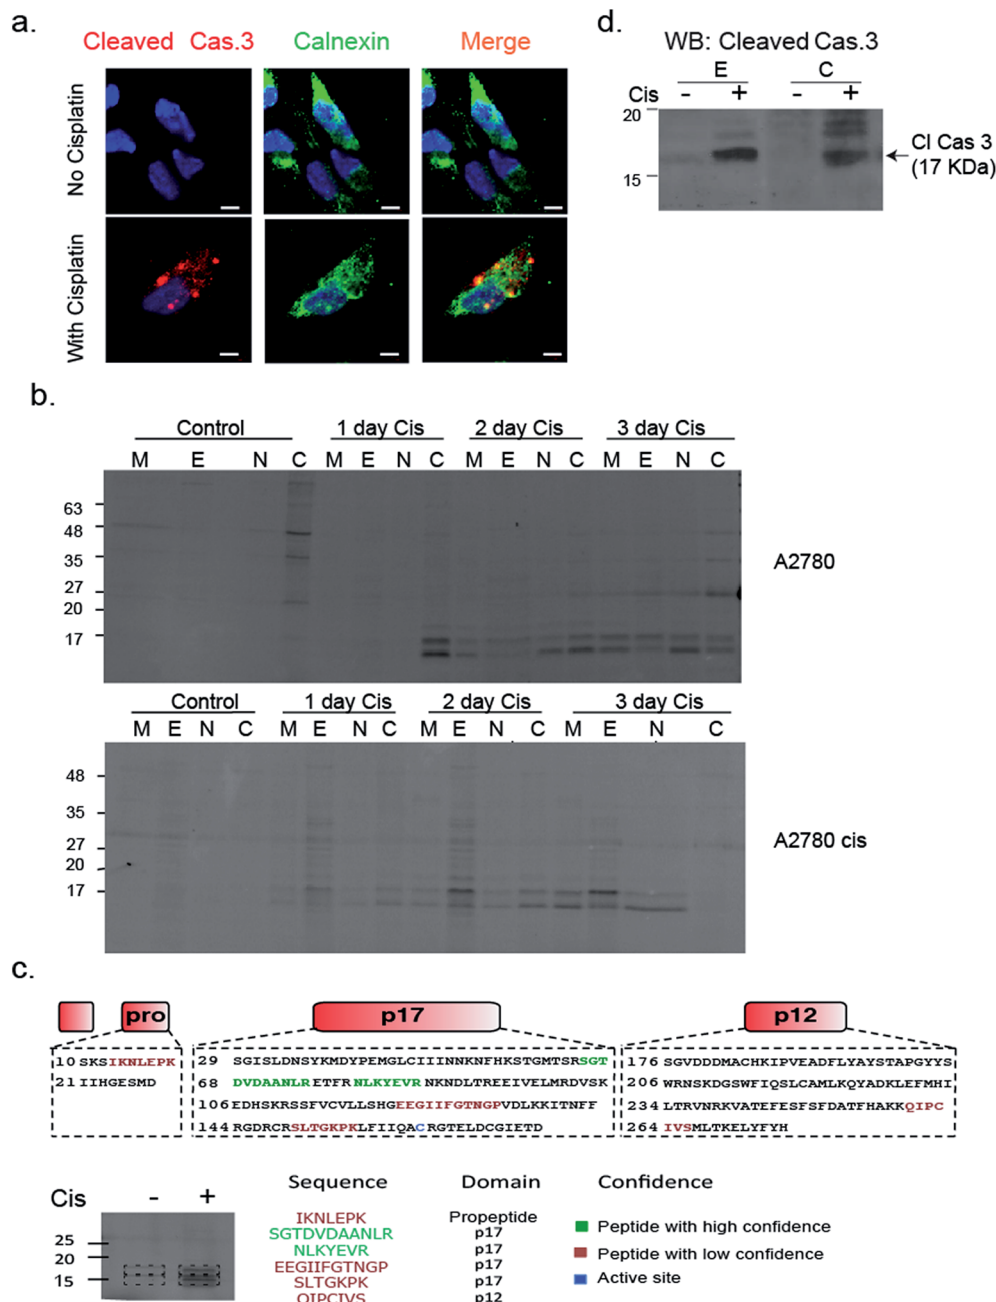 a.
Cleaved Cas.3 Calnexin Merge
No Cisplatin
With Cisplatin
d.
WB: Cleaved Cas.3
E C
Cis - + - +
20
15
Cl Cas 3
(17 KDa)
b.
Control 1 day Cis 2 day Cis 3 day Cis
M E N C M E N C M E N C M E N C
63
48
35
27
20
17
A2780
Control 1 day Cis 2 day Cis 3 day Cis
M E N C M E N C M E N C M E N C
48
35
27
20
17
A2780 cis
c.
pro p17 p12
10 SKSIKNLEPK
21 IIHGESMD
29 SGISLDNSYKMDYPEMGLCIIINNKNFHKSTGMTSRSGT
68 DVDAANLRETFRNLKYEVRNKNDLTREEIVELMRDVSK
106 EDHSKRSSFVCVLLSHGEEGIIFGTNGPVDLKKITNFF
144 RGDRCRSLTGKPKLFIIQACRGTELDCGIETD
176 SGVDDDMACHKIPVEADFLYAYSTAPGYYS
206 WRNSKDGSWFIQSLCAMLKQYADKLEFMHI
234 LTRVNRKVATEFESFSFDATFHAKKQIPC
264 IVSMLTKELYFYH
Cis - +
25
20
15
Sequence Domain Confidence
IKNLEPK Propeptide
SGTDVDAANLR p17
NLKYEVR p17
EEGIIFGTNGP p17
SLTGKPK p17
QIPCIVS p12
Peptide with high confidence
Peptide with low confidence
Active site